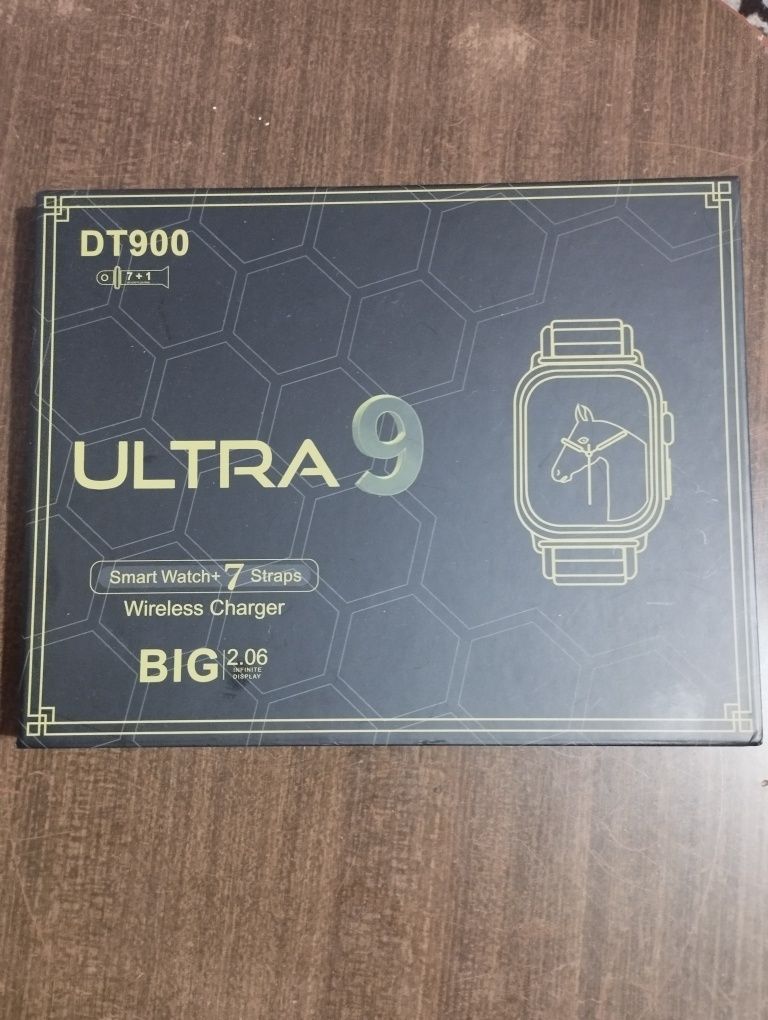 DT900
7+1
ULTRA 9
Smart Watch+ 7 Straps
Wireless Charger
BIG 2.06
INFINITE
DISPLAY